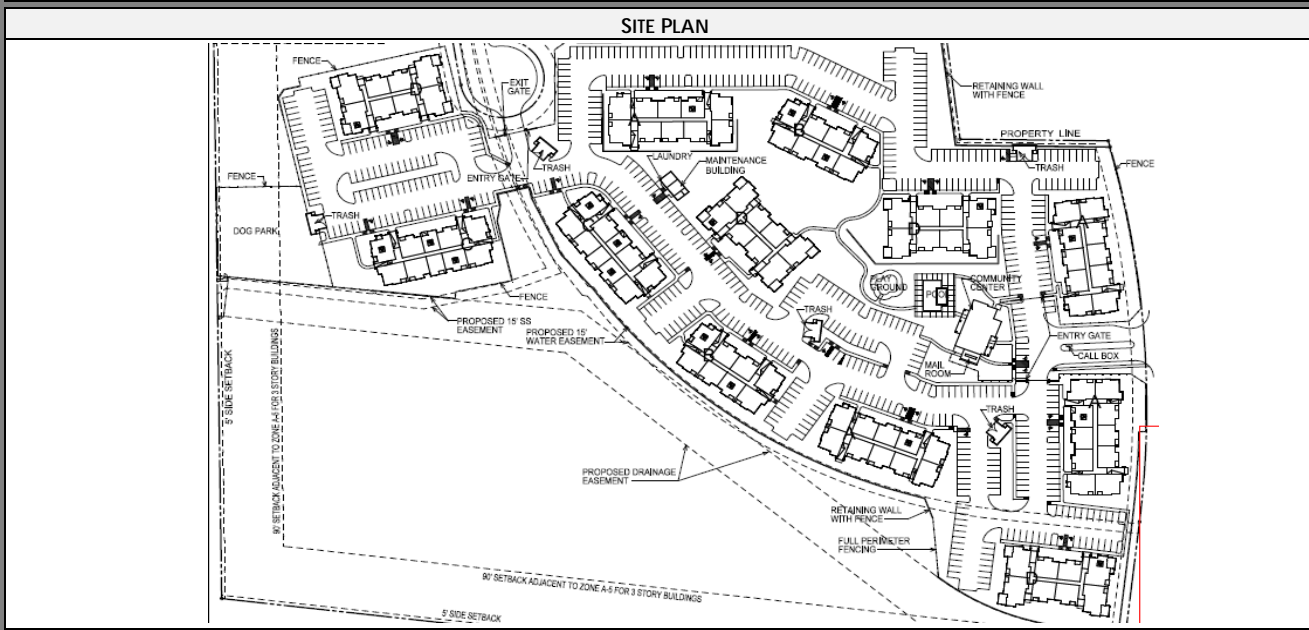 SITE PLAN
FENCE
EXIT
GATE
RETAINING WALL
WITH FENCE
PROPERTY LINE
LAUNDRY
MAINTENANCE
BUILDING
TRASH
FENCE
TRASH
ENTRY GATE
FENCE
TRASH
DOG PARK
PLAY
GROUND
POOL
COMMUNITY
CENTER
FENCE
PROPOSED 15' SS
EASEMENT
PROPOSED 15'
WATER EASEMENT
TRASH
ENTRY GATE
CALL BOX
MAIL
ROOM
5' SIDE SETBACK
90' SETBACK ADJACENT TO ZONE A-5 FOR 3 STORY BUILDINGS
TRASH
PROPOSED DRAINAGE
EASEMENT
RETAINING WALL
WITH FENCE
FULL PERIMETER
FENCING
90' SETBACK ADJACENT TO ZONE A-5 FOR 3 STORY BUILDINGS
5' SIDE SETBACK